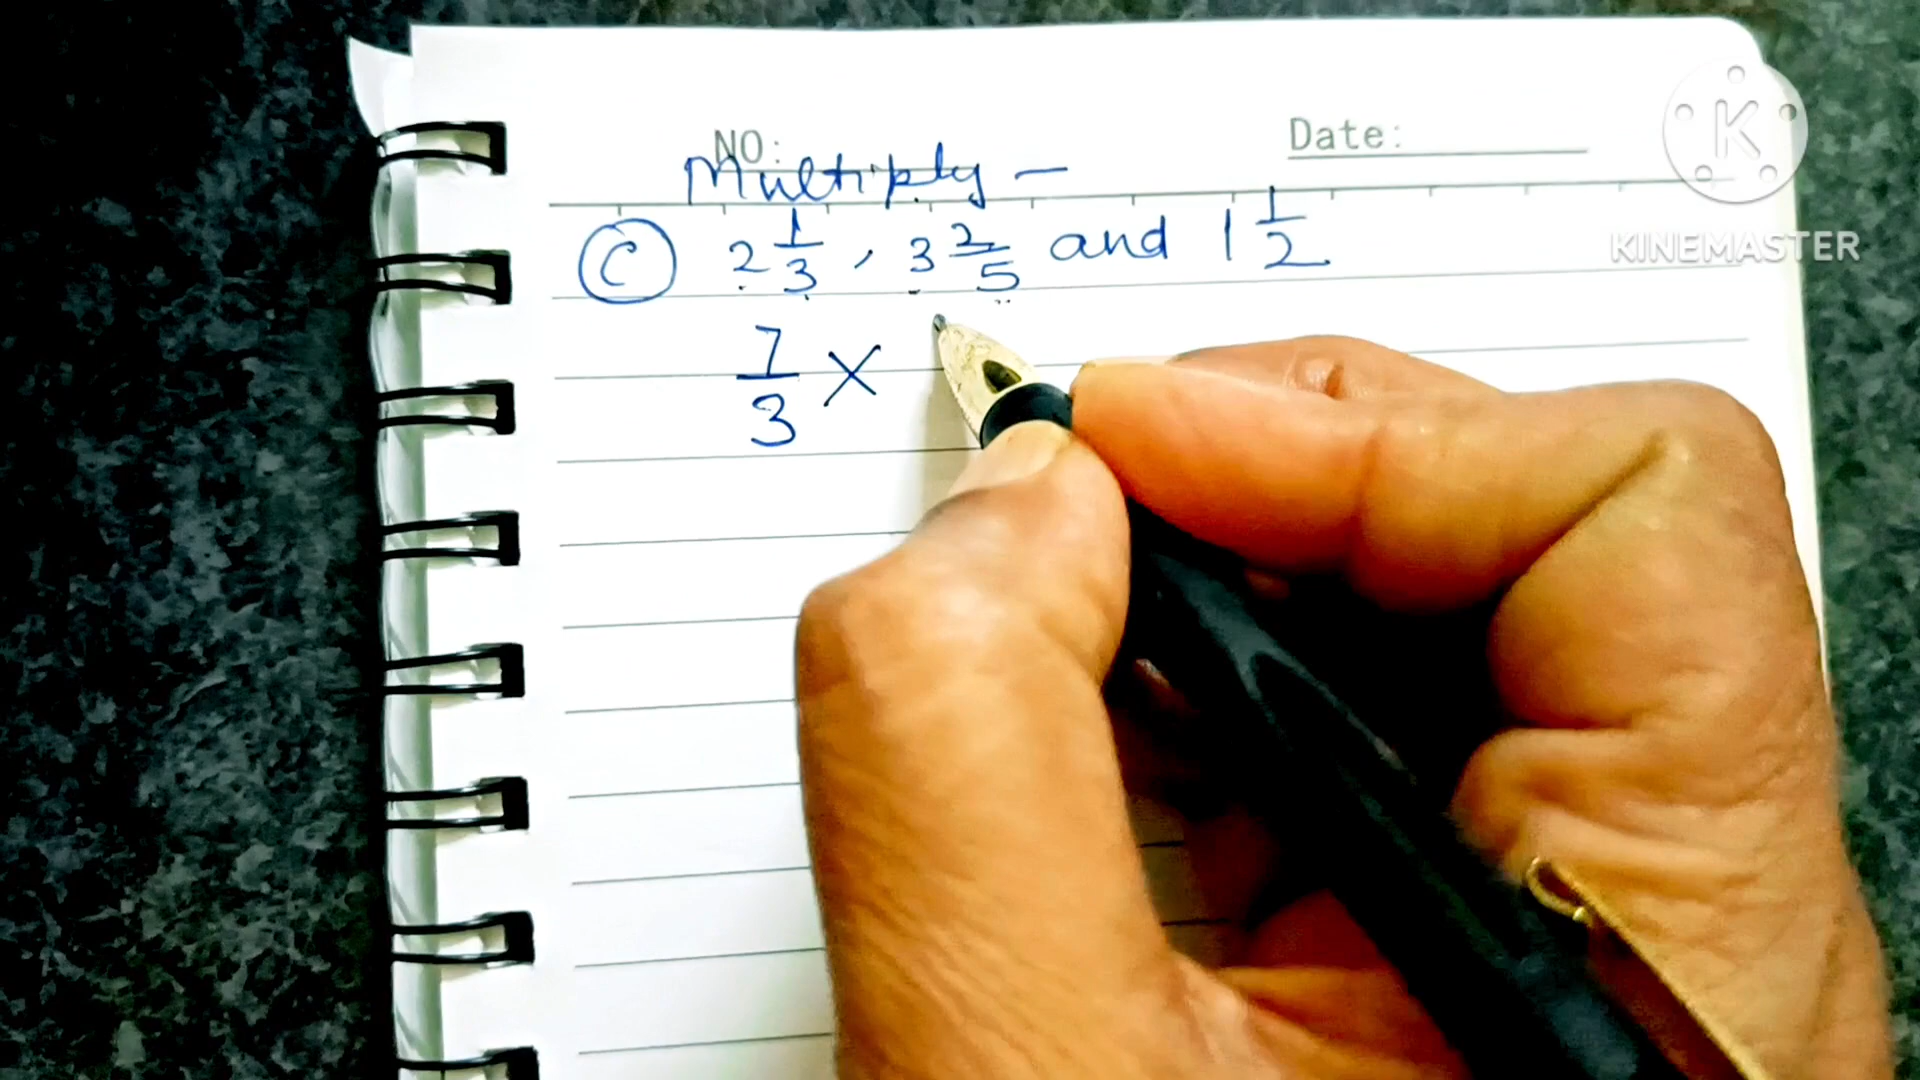 NO: Date:
Multiply –
Ⓒ 2 1/3, 3 2/5 and 1 1/2
7/3 ×
K
KINEMASTER